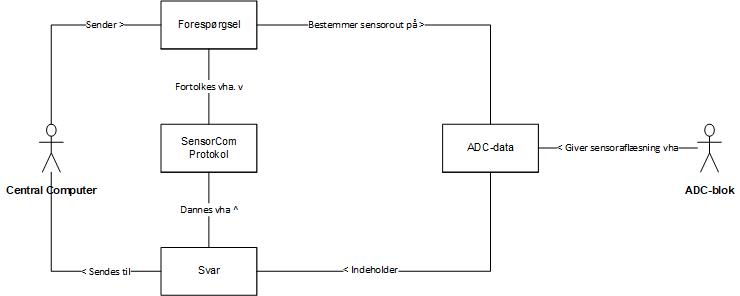 Sender >
Forespørgsel
Bestemmer sensorout på >
Fortolkes vha. v
SensorCom
Protokol
ADC-data
< Giver sensoraflæsning vha
Central Computer
ADC-blok
Dannes vha ^
< Sendes til
Svar
< Indeholder